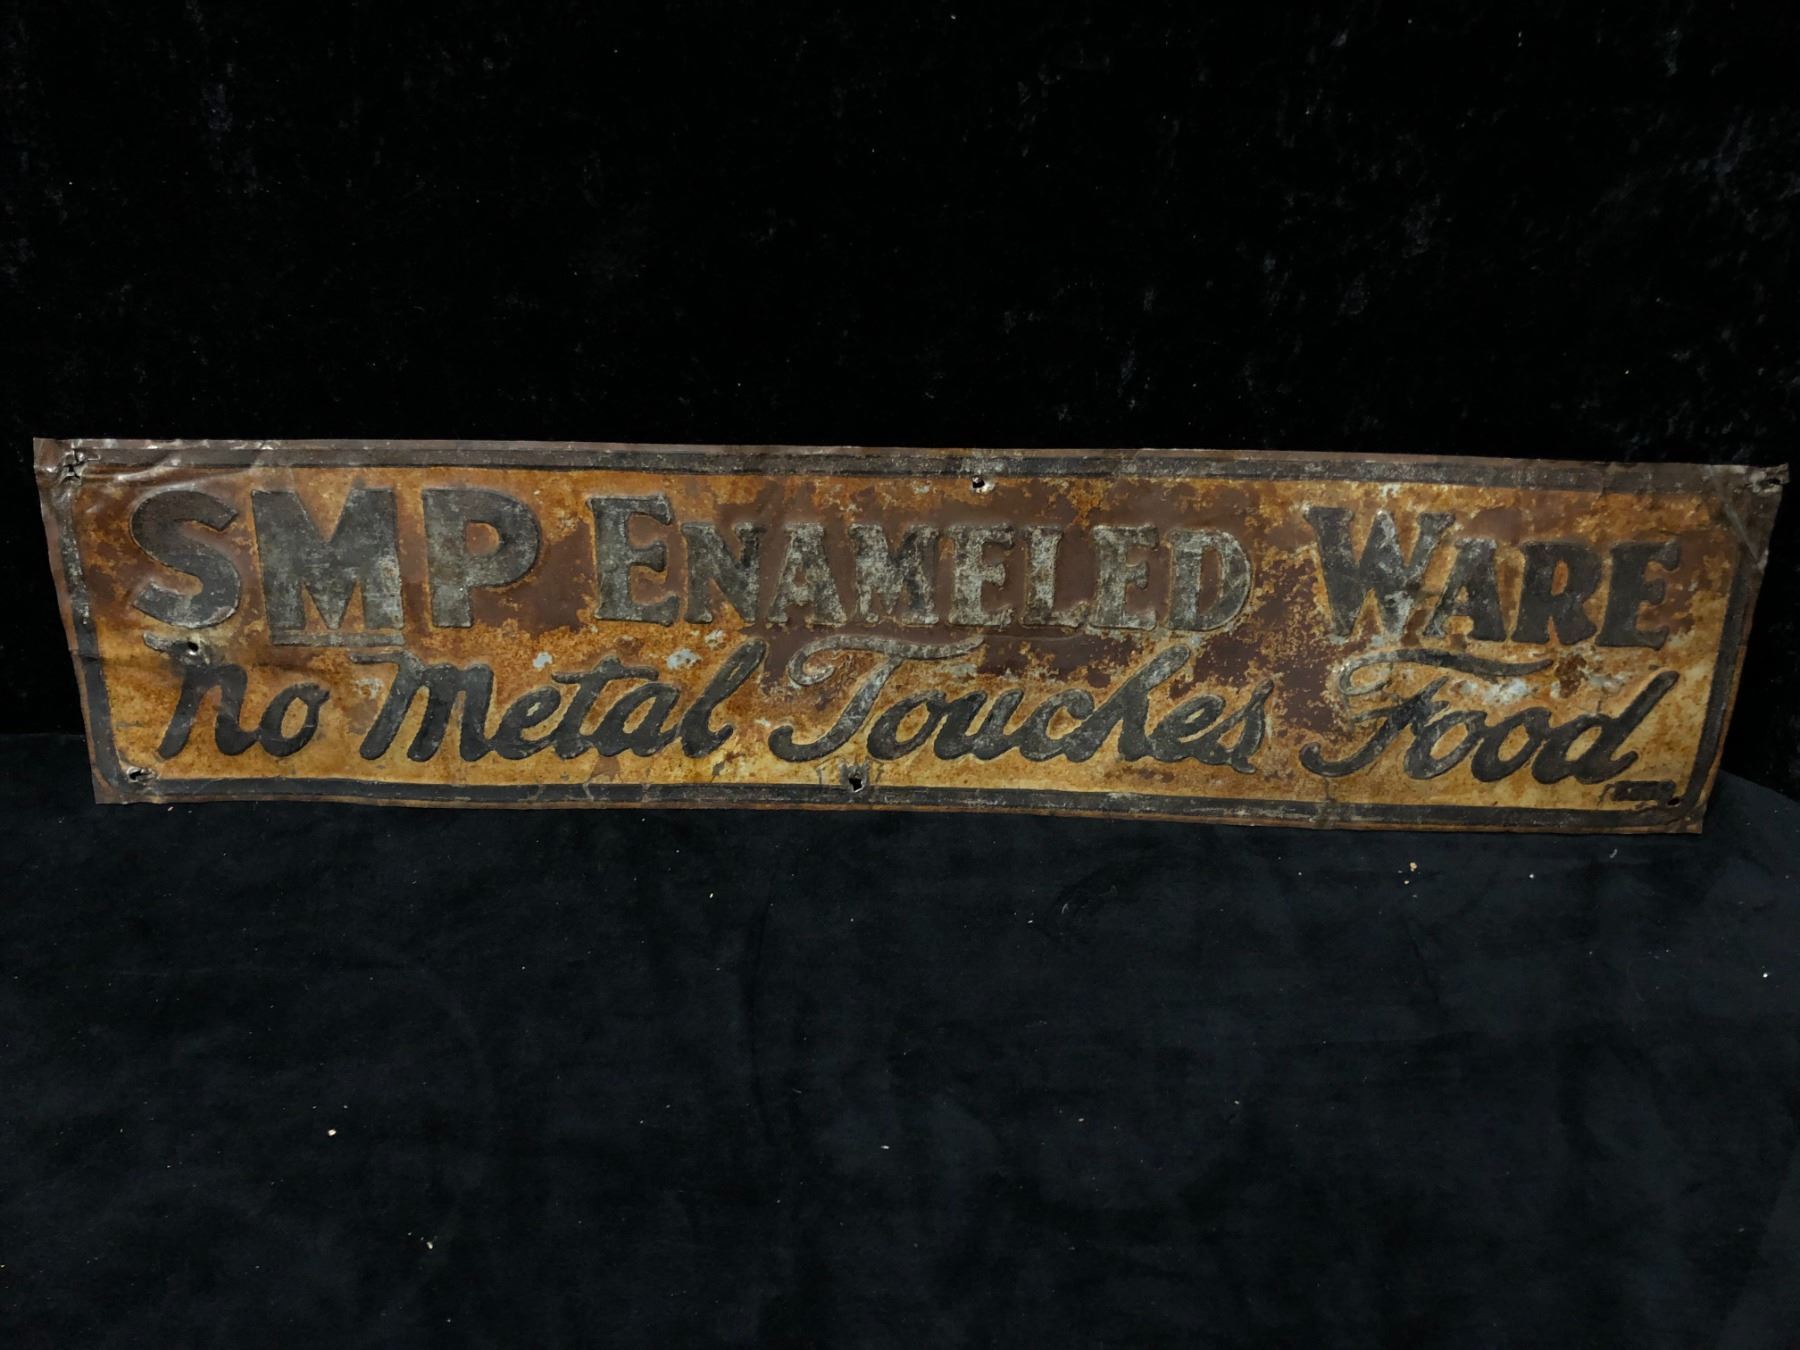 SMP ENAMELED WARE
no Metal Touches Food